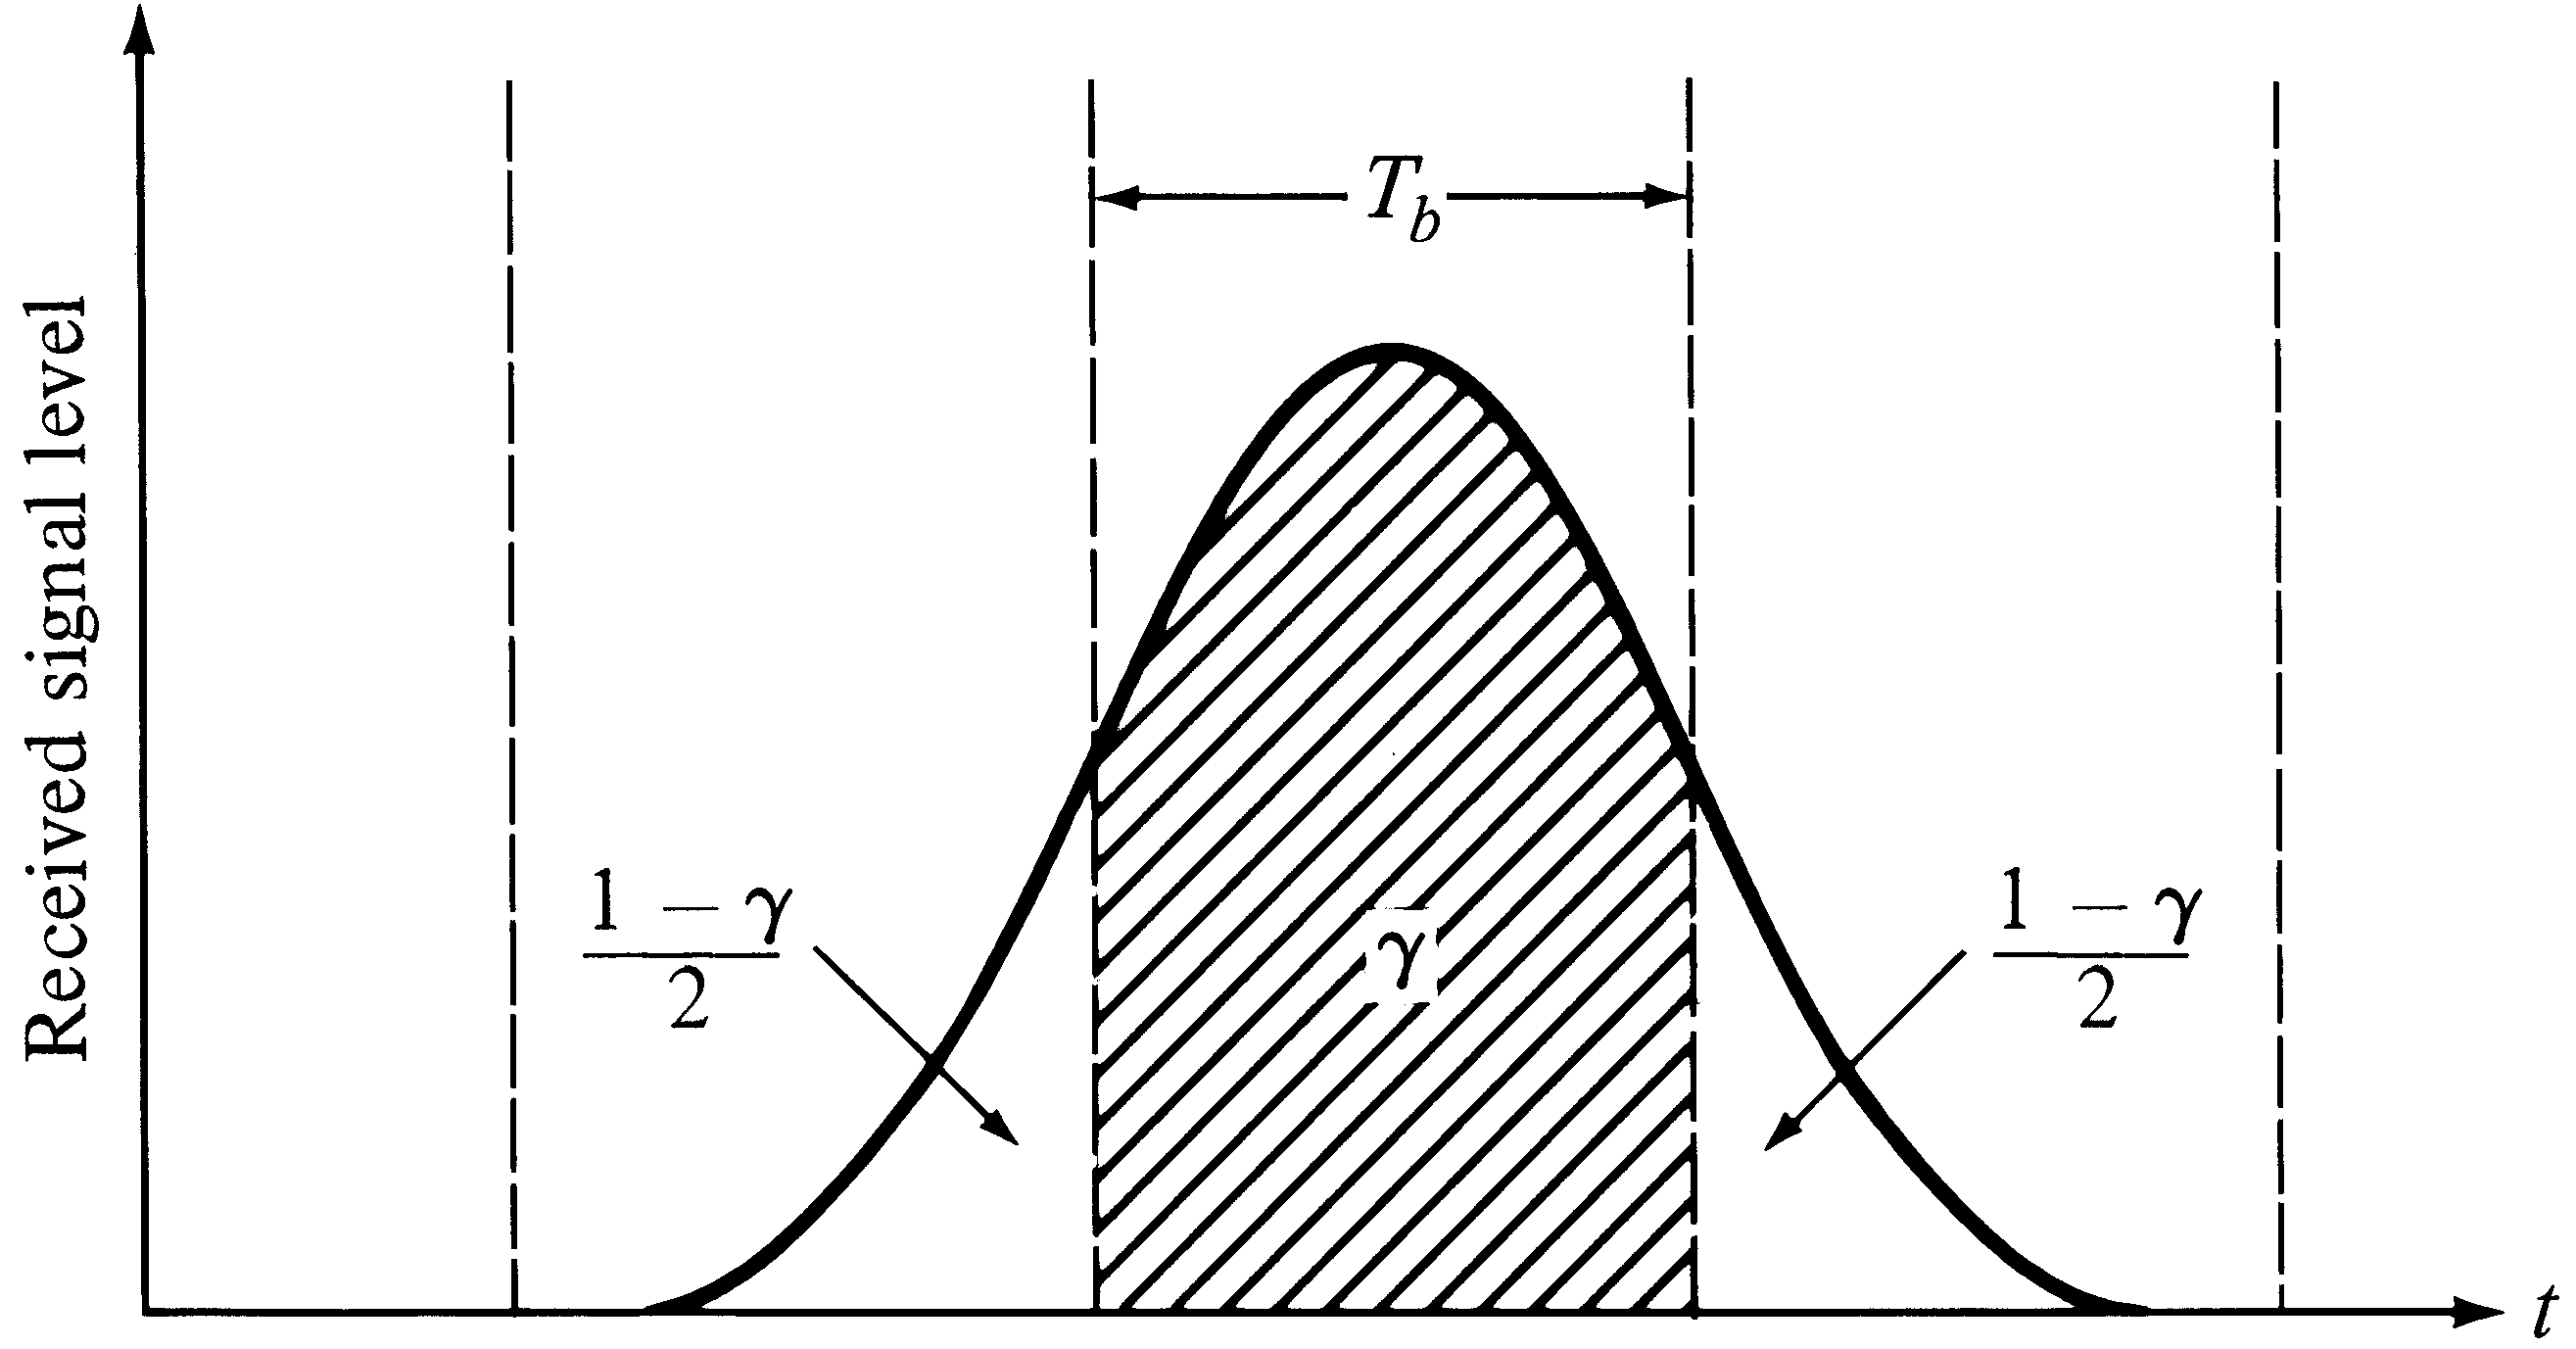 Received signal level
T_b
1 − γ
2
γ
1 − γ
2
t